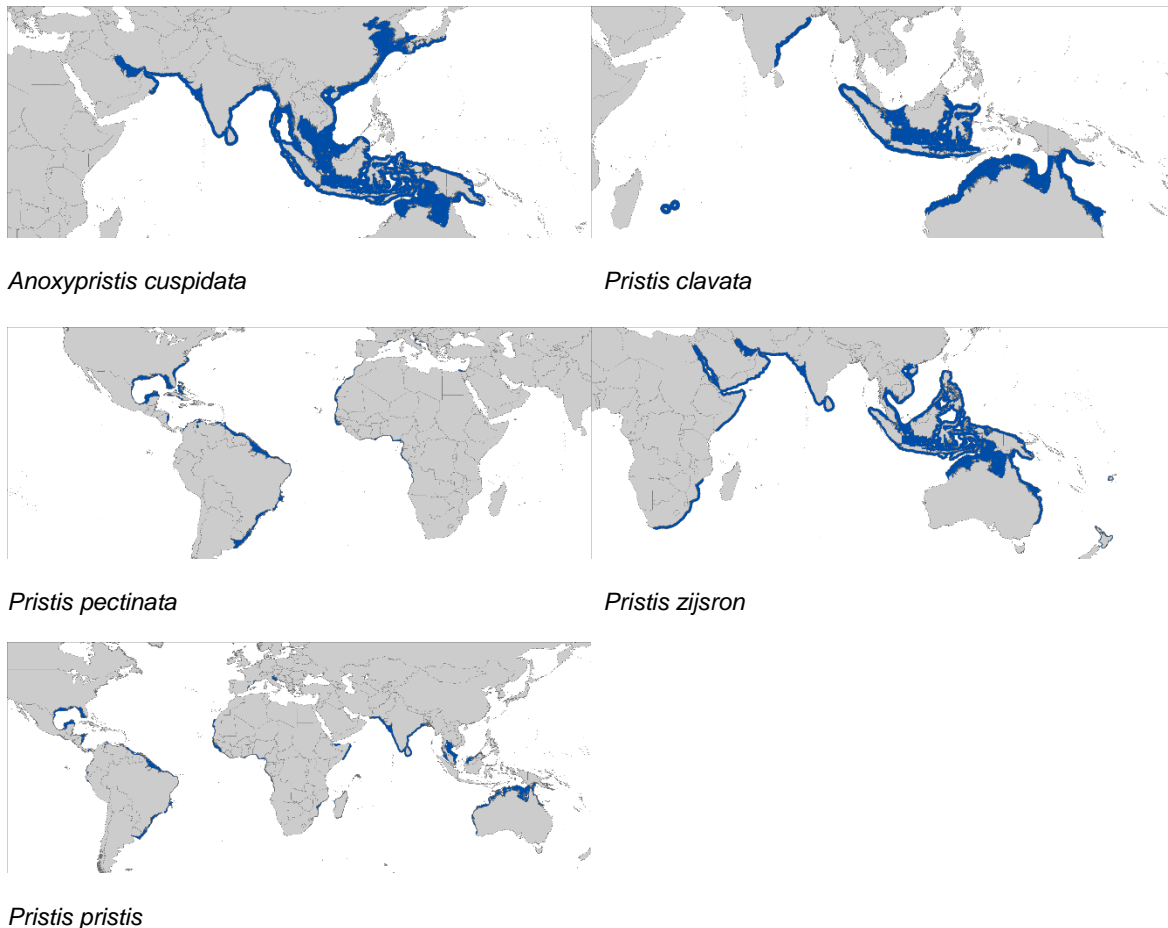 Anoxypristis cuspidata
Pristis clavata
Pristis pectinata
Pristis zijsron
Pristis pristis